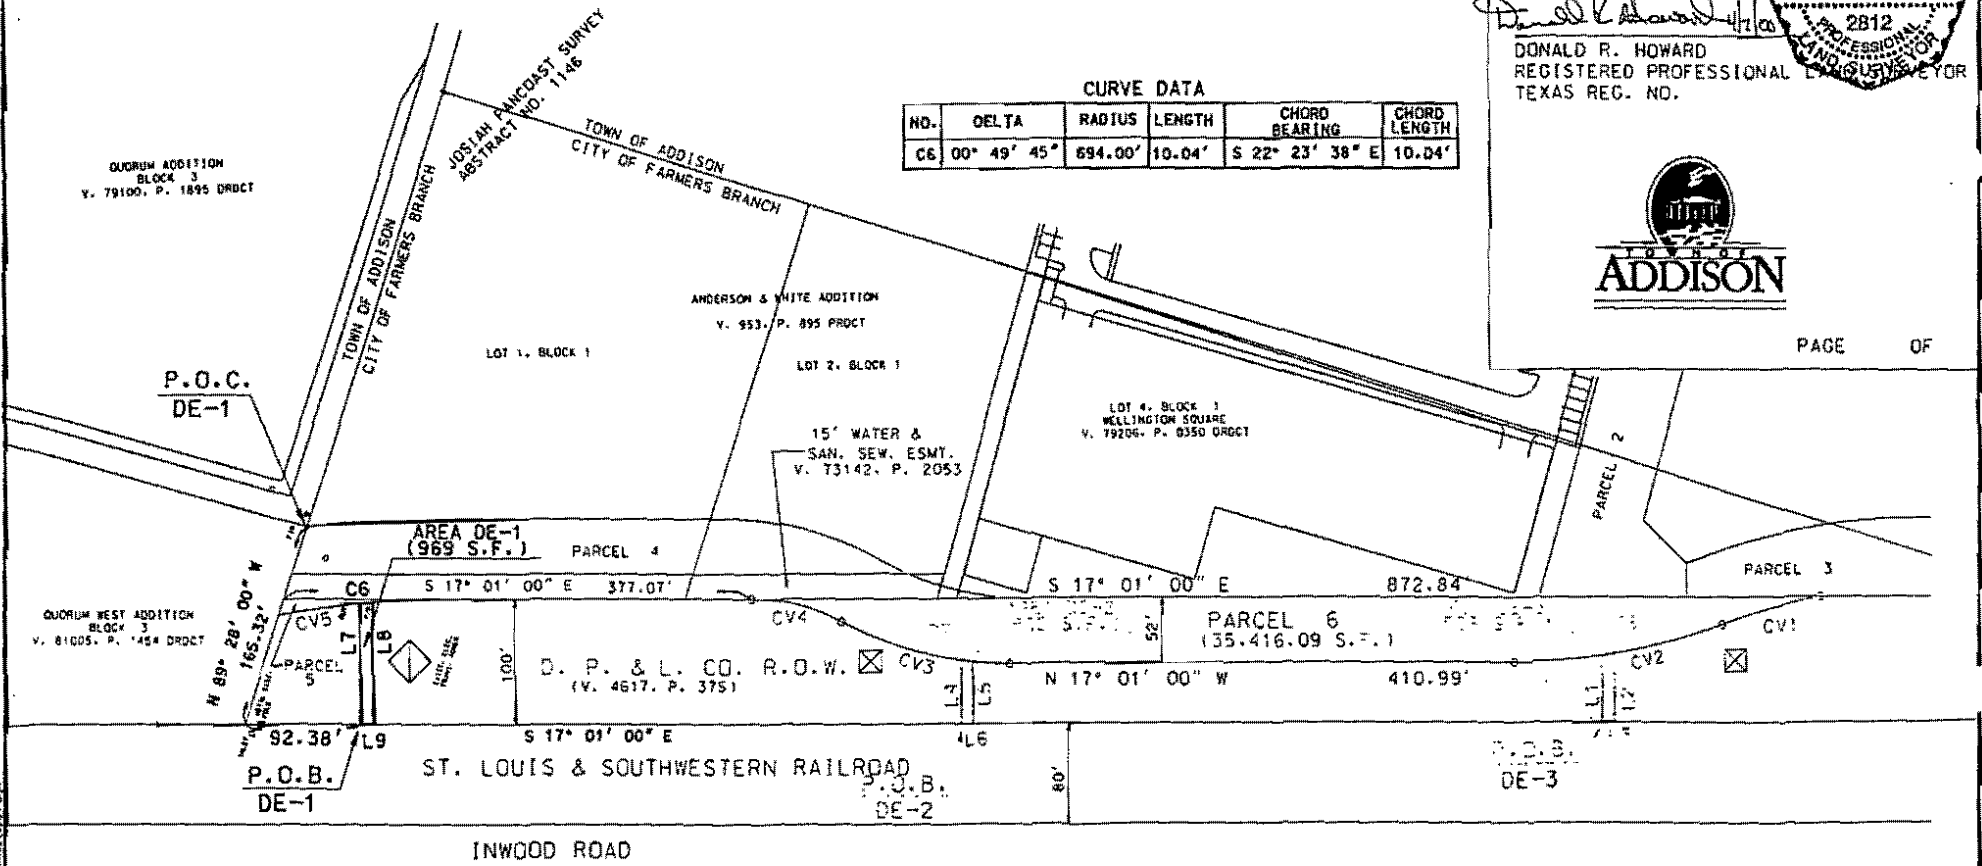 2812
PROFESSIONAL
LAND SURVEYOR
DONALD R. HOWARD
REGISTERED PROFESSIONAL LAND SURVEYOR
TEXAS REG. NO.
TOWN OF
ADDISON
PAGE OF
CURVE DATA
NO. DELTA RADIUS LENGTH CHORD BEARING CHORD LENGTH
C6 00° 49' 45" 694.00' 10.04' S 22° 23' 38" E 10.04'
JOSIAH PANCOAST SURVEY
ABSTRACT NO. 1146
TOWN OF ADDISON
CITY OF FARMERS BRANCH
QUORUM ADDITION
BLOCK 3
V. 79100, P. 1895 DRDCT
TOWN OF ADDISON
CITY OF FARMERS BRANCH
ANDERSON & WHITE ADDITION
V. 953, P. 895 PRDCT
LOT 1, BLOCK 1
LOT 2, BLOCK 1
P.O.C.
DE-1
LOT 4, BLOCK 1
WELLINGTON SQUARE
V. 79206, P. 0350 DRDCT
15' WATER &
SAN. SEW. ESMT.
V. 73142, P. 2053
PARCEL 2
AREA DE-1
(969 S.F.)
PARCEL 4
PARCEL 3
C6
S 17° 01' 00" E 377.07'
S 17° 01' 00" E 872.84
N 89° 28' 00" W
165.32'
QUORUM WEST ADDITION
BLOCK 3
V. 81005, P. 1454 DRDCT
CV5
CV4
CV3
CV2
CV1
PARCEL 6
(35,416.09 S.F.)
52'
PARCEL
5
L7
L8
100'
D. P. & L. CO. R.O.W.
(V. 4617, P. 375)
L4
L5
N 17° 01' 00" W 410.99'
L1
L2
92.38'
L9
S 17° 01' 00" E
L6
P.O.B.
DE-1
ST. LOUIS & SOUTHWESTERN RAILROAD
P.O.B.
DE-2
80'
P.O.B.
DE-3
INWOOD ROAD